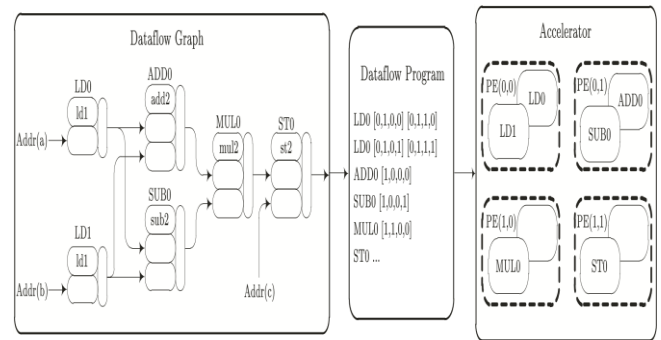 Dataflow Graph
LD0
ld1
Addr(a)
LD1
ld1
Addr(b)
ADD0
add2
SUB0
sub2
MUL0
mul2
ST0
st2
Addr(c)
Dataflow Program
LD0 [0,1,0,0] [0,1,1,0]
LD0 [0,1,0,1] [0,1,1,1]
ADD0 [1,0,0,0]
SUB0 [1,0,0,1]
MUL0 [1,1,0,0]
ST0 ...
Accelerator
PE(0,0)
LD0
LD1
PE(0,1)
ADD0
SUB0
PE(1,0)
MUL0
PE(1,1)
ST0